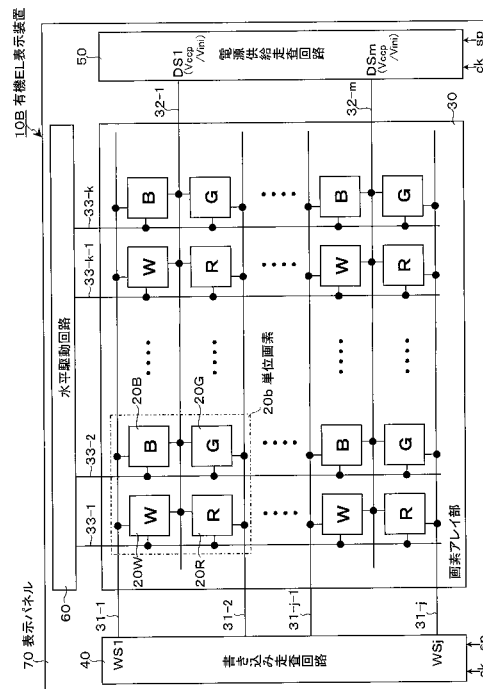 10B 有機EL表示装置
70 表示パネル
60
水平駆動回路
33-1
33-2
33-k-1
33-k
40
書き込み走査回路
WS1
WSj
ck
sp
31-1
31-2
31-j-1
31-j
20W
20B
20R
20G
W
B
W
B
R
G
R
G
20b 単位画素
W
B
W
B
R
G
R
G
画素アレイ部
30
32-1
32-m
50
電源供給走査回路
DS1
(Vccp
/Vini)
DSm
(Vccp
/Vini)
ck
sp